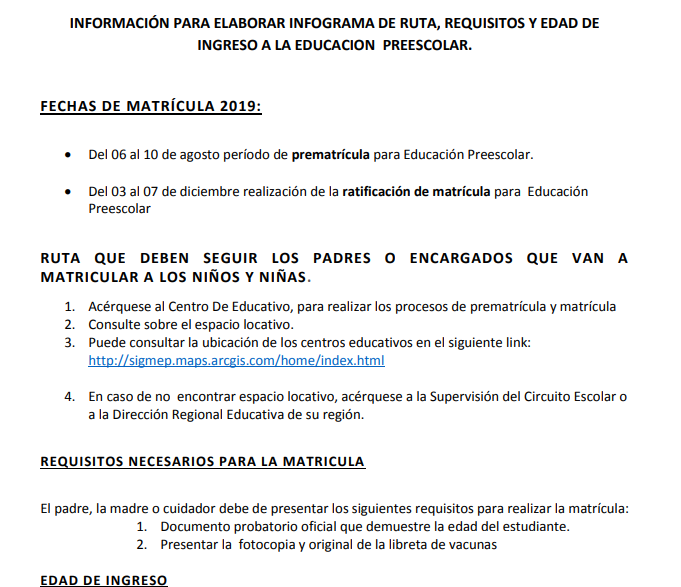 INFORMACIÓN PARA ELABORAR INFOGRAMA DE RUTA, REQUISITOS Y EDAD DE
INGRESO A LA EDUCACION PREESCOLAR.
FECHAS DE MATRÍCULA 2019:
• Del 06 al 10 de agosto período de prematrícula para Educación Preescolar.
• Del 03 al 07 de diciembre realización de la ratificación de matrícula para Educación
Preescolar
RUTA QUE DEBEN SEGUIR LOS PADRES O ENCARGADOS QUE VAN A
MATRICULAR A LOS NIÑOS Y NIÑAS.
1. Acérquese al Centro De Educativo, para realizar los procesos de prematrícula y matrícula
2. Consulte sobre el espacio locativo.
3. Puede consultar la ubicación de los centros educativos en el siguiente link:
http://sigmep.maps.arcgis.com/home/index.html
4. En caso de no encontrar espacio locativo, acérquese a la Supervisión del Circuito Escolar o
a la Dirección Regional Educativa de su región.
REQUISITOS NECESARIOS PARA LA MATRICULA
El padre, la madre o cuidador debe de presentar los siguientes requisitos para realizar la matrícula:
1. Documento probatorio oficial que demuestre la edad del estudiante.
2. Presentar la fotocopia y original de la libreta de vacunas
EDAD DE INGRESO